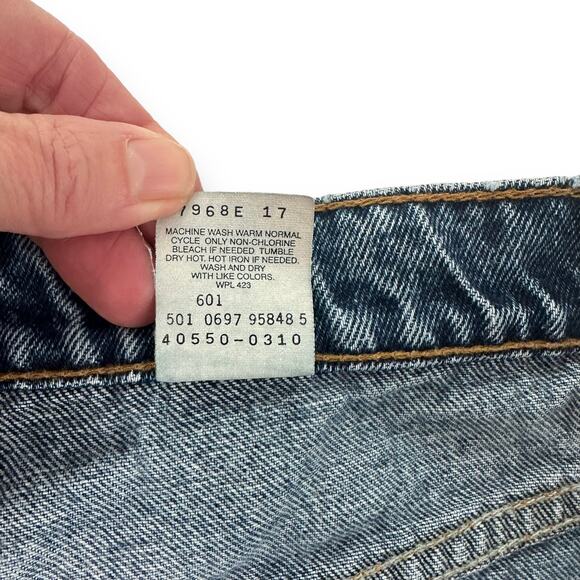 7968E 17
MACHINE WASH WARM NORMAL
CYCLE ONLY NON-CHLORINE
BLEACH IF NEEDED TUMBLE
DRY HOT. HOT IRON IF NEEDED.
WASH AND DRY
WITH LIKE COLORS.
WPL 423
601
501 0697 95848 5
40550-0310